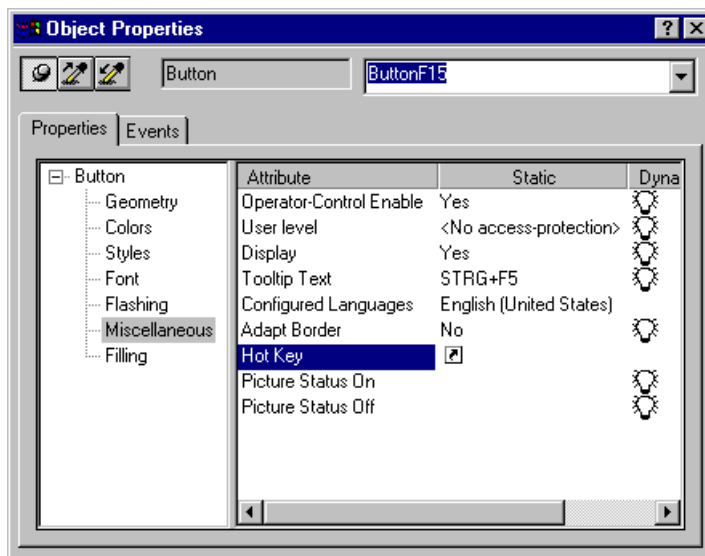 Object Properties
Button ButtonF15
Properties Events
Button
Geometry
Colors
Styles
Font
Flashing
Miscellaneous
Filling
Attribute Static Dyna
Operator-Control Enable Yes
User level <No access-protection>
Display Yes
Tooltip Text STRG+F5
Configured Languages English (United States)
Adapt Border No
Hot Key
Picture Status On
Picture Status Off